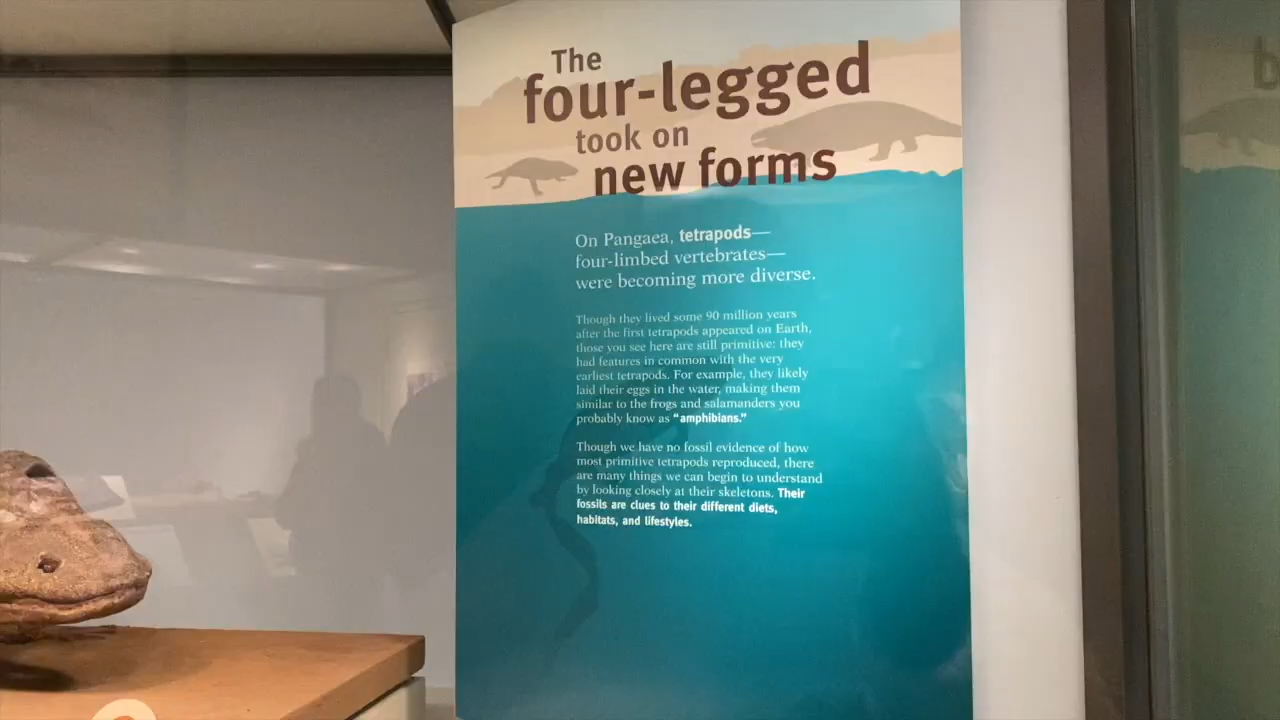 The
four-legged
took on
new forms
On Pangaea, tetrapods—
four-limbed vertebrates—
were becoming more diverse.
Though they lived some 90 million years
after the first tetrapods appeared on Earth,
those you see here are still primitive: they
had features in common with the very
earliest tetrapods. For example, they likely
laid their eggs in the water, making them
similar to the frogs and salamanders you
probably know as “amphibians.”
Though we have no fossil evidence of how
most primitive tetrapods reproduced, there
are many things we can begin to understand
by looking closely at their skeletons. Their
fossils are clues to their different diets,
habitats, and lifestyles.